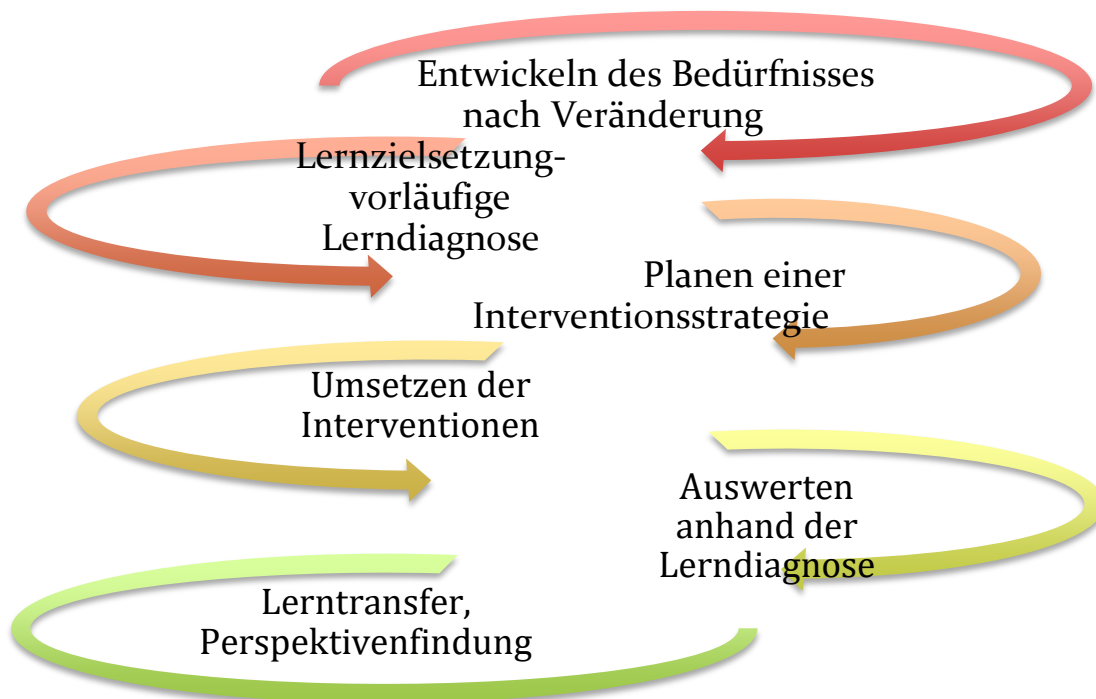 Entwickeln des Bedürfnisses
nach Veränderung
Lernzielsetzung-
vorläufige
Lerndiagnose
Planen einer
Interventionsstrategie
Umsetzen der
Interventionen
Auswerten
anhand der
Lerndiagnose
Lerntransfer,
Perspektivenfindung